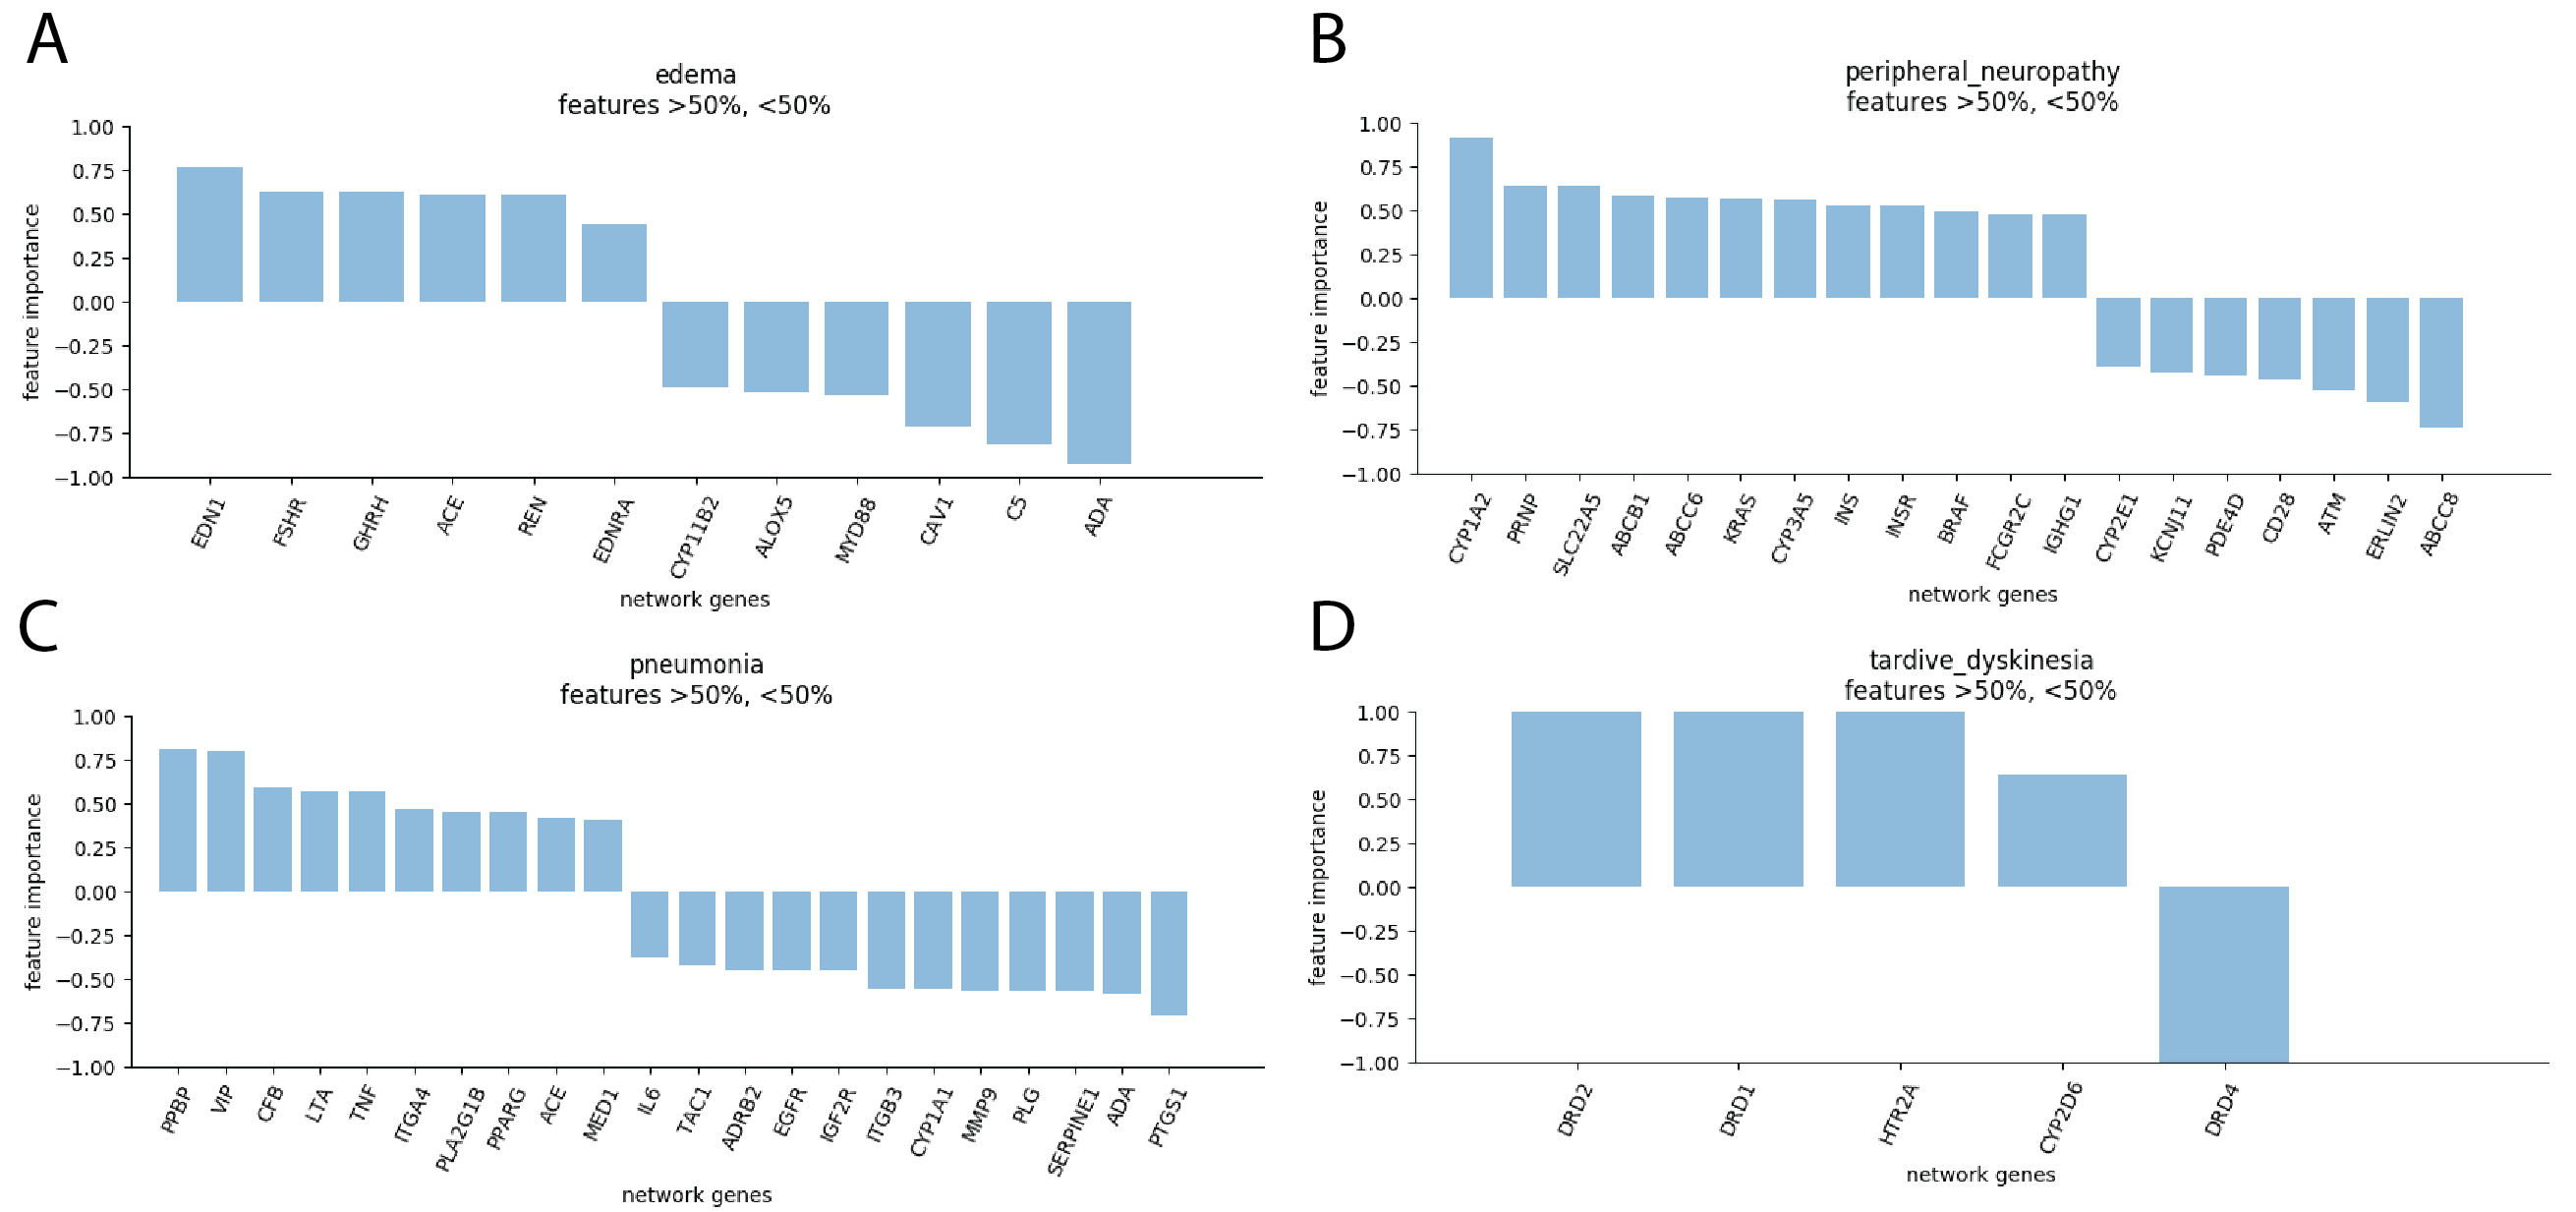 A
edema
features >50%, <50%
1.00
0.75
0.50
0.25
0.00
−0.25
−0.50
−0.75
−1.00
feature importance
EDN1
FSHR
GHRH
ACE
REN
EDNRA
CYP11B2
ALOX5
MYD88
CAV1
C5
ADA
network genes
B
peripheral_neuropathy
features >50%, <50%
1.00
0.75
0.50
0.25
0.00
−0.25
−0.50
−0.75
−1.00
feature importance
CYP1A2
PRNP
SLC22A5
ABCB1
ABCC6
KRAS
CYP3A5
INS
INSR
BRAF
FCGR2C
IGHG1
CYP2E1
KCNJ11
PDE4D
CD28
ATM
ERLIN2
ABCC8
network genes
C
pneumonia
features >50%, <50%
1.00
0.75
0.50
0.25
0.00
−0.25
−0.50
−0.75
−1.00
feature importance
PPBP
VIP
CFB
LTA
TNF
ITGA4
PLA2G1B
PPARG
ACE
MED1
IL6
TAC1
ADRB2
EGFR
IGF2R
ITGB3
CYP1A1
MMP9
PLG
SERPINE1
ADA
PTGS1
network genes
D
tardive_dyskinesia
features >50%, <50%
1.00
0.75
0.50
0.25
0.00
−0.25
−0.50
−0.75
−1.00
feature importance
DRD2
DRD1
HTR2A
CYP2D6
DRD4
network genes